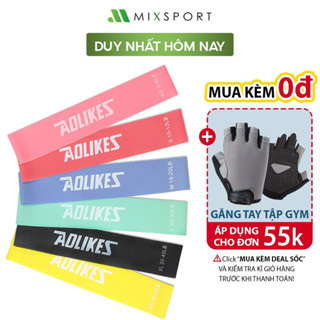 MIXSPORT
DUY NHẤT HÔM NAY
MUA KÈM 0đ
AOLIKES
AOLIKES
AOLIKES
AOLIKES
AOLIKES
AOLIKES
+
GĂNG TAY TẬP GYM
ÁP DỤNG
CHO ĐƠN
55k
Click "MUA KÈM DEAL SỐC"
VÀ KIỂM TRA KĨ GIỎ HÀNG
TRƯỚC KHI THANH TOÁN!